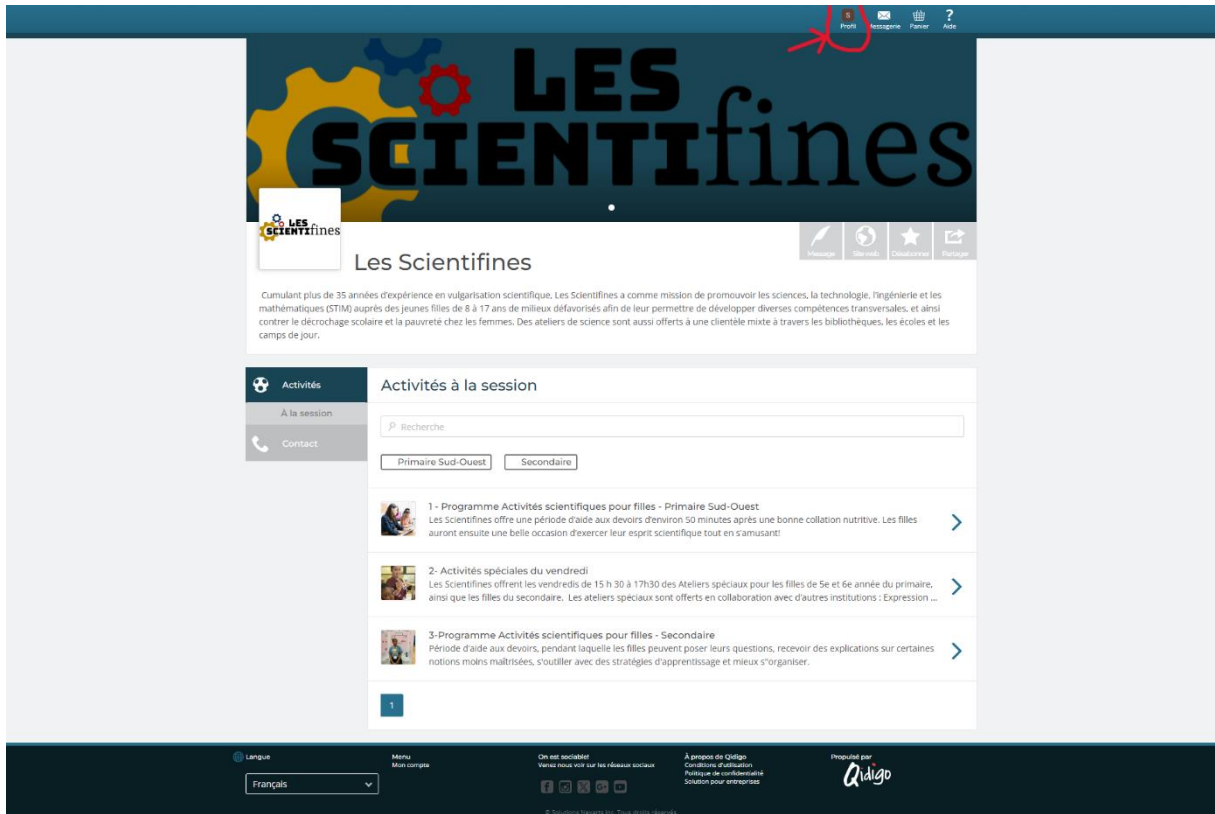 S
Profil Messagerie Panier Aide
LES
SCIENTIfines
LES
SCIENTIfines
Message Site web Désabonner Partager
Les Scientifines
Cumulant plus de 35 années d'expérience en vulgarisation scientifique, Les Scientifines a comme mission de promouvoir les sciences, la technologie, l'ingénierie et les
mathématiques (STIM) auprès des jeunes filles de 8 à 17 ans de milieux défavorisés afin de leur permettre de développer diverses compétences transversales, et ainsi
contrer le décrochage scolaire et la pauvreté chez les femmes. Des ateliers de science sont aussi offerts à une clientèle mixte à travers les bibliothèques, les écoles et les
camps de jour.
Activités
À la session
Contact
Activités à la session
Recherche
Primaire Sud-Ouest Secondaire
1 - Programme Activités scientifiques pour filles - Primaire Sud-Ouest
Les Scientifines offre une période d'aide aux devoirs d'environ 50 minutes après une bonne collation nutritive. Les filles
auront ensuite une belle occasion d'exercer leur esprit scientifique tout en s'amusant!
2- Activités spéciales du vendredi
Les Scientifines offrent les vendredis de 15 h 30 à 17h30 des Ateliers spéciaux pour les filles de 5e et 6e année du primaire,
ainsi que les filles du secondaire. Les ateliers spéciaux sont offerts en collaboration avec d'autres institutions : Expression ...
3-Programme Activités scientifiques pour filles - Secondaire
Période d'aide aux devoirs, pendant laquelle les filles peuvent poser leurs questions, recevoir des explications sur certaines
notions moins maîtrisées, s'outiller avec des stratégies d'apprentissage et mieux s"organiser.
1
Langue
Français
Menu
Mon compte
On est sociable!
Venez nous voir sur les réseaux sociaux
À propos de Qidigo
Conditions d'utilisation
Politique de confidentialité
Solution pour entreprises
Propulsé par
Qidigo